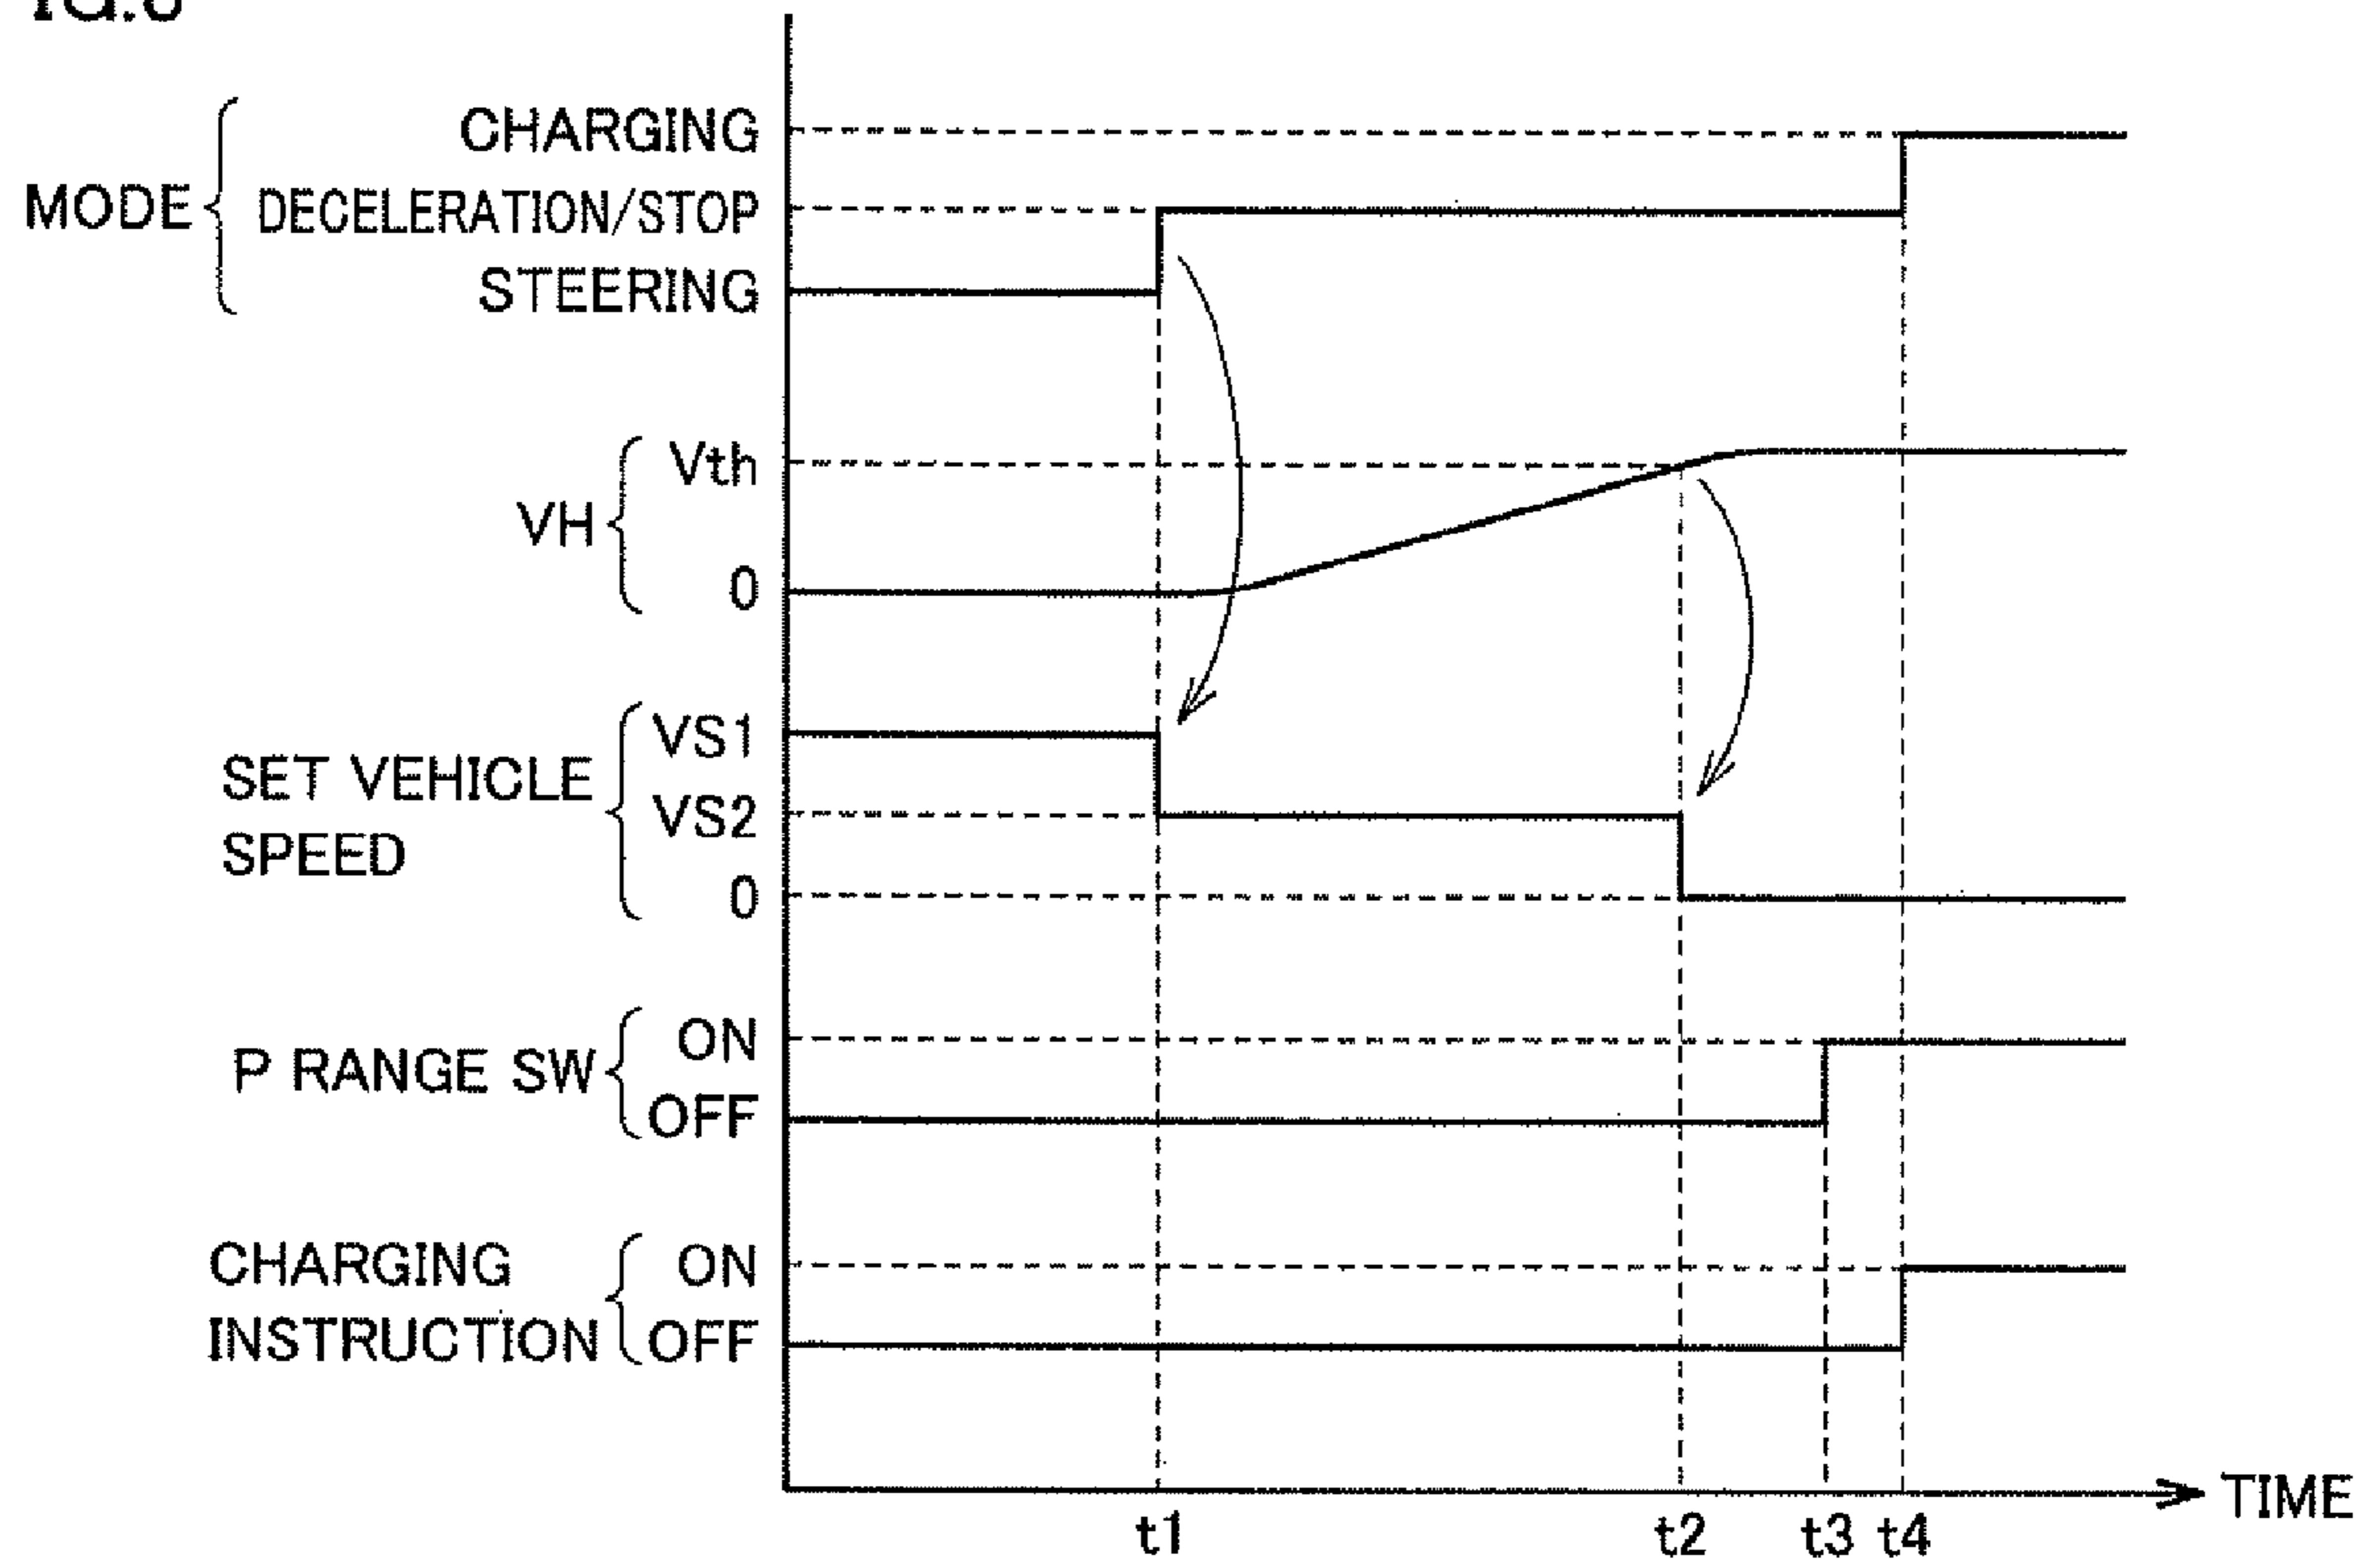 CHARGING
MODE
DECELERATION/STOP
STEERING
Vth
VH
0
VS1
SET VEHICLE
SPEED
VS2
0
ON
P RANGE SW
OFF
CHARGING
INSTRUCTION
ON
OFF
TIME
t1
t2
t3
t4